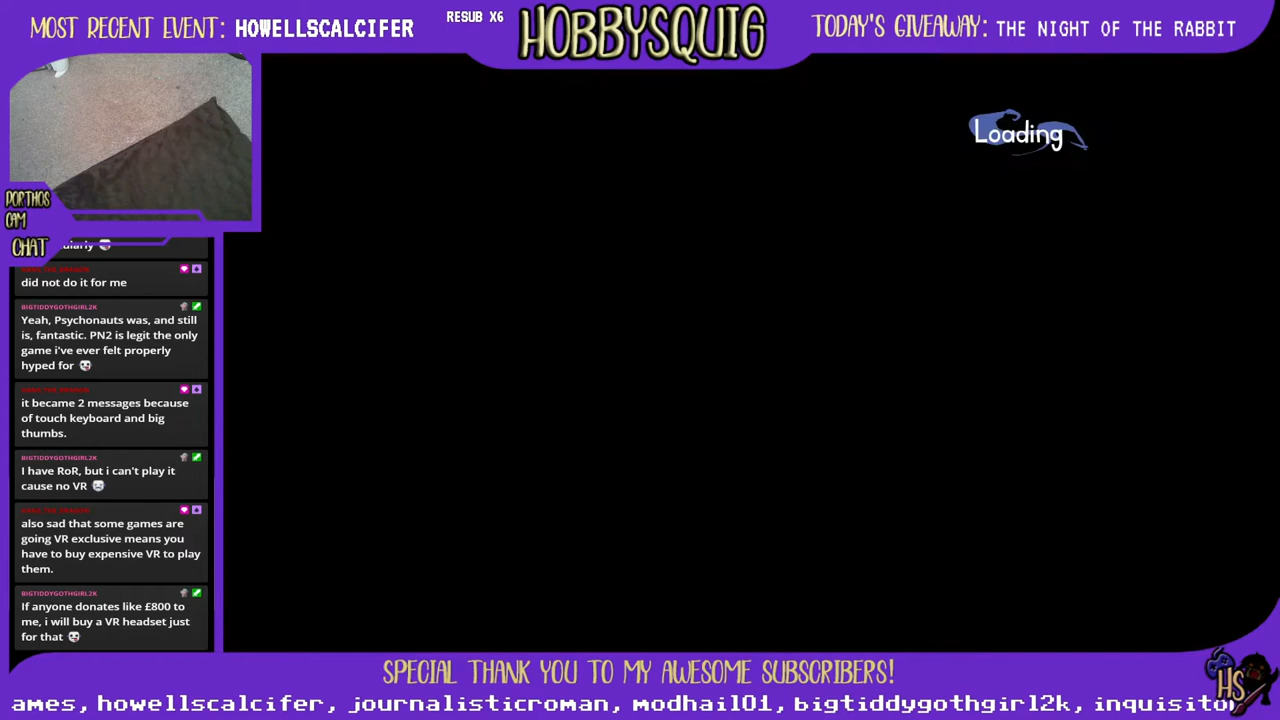 MOST RECENT EVENT: HOWELLSCALCIFER
RESUB X6
HOBBYSQUIG
TODAY'S GIVEAWAY: THE NIGHT OF THE RABBIT
Loading
PORTHOS
CAM
CHAT
did not do it for me
BIGTIDDYGOTHGIRL2K
Yeah, Psychonauts was, and still
is, fantastic. PN2 is legit the only
game i've ever felt properly
hyped for
it became 2 messages because
of touch keyboard and big
thumbs.
BIGTIDDYGOTHGIRL2K
I have RoR, but i can't play it
cause no VR
also sad that some games are
going VR exclusive means you
have to buy expensive VR to play
them.
BIGTIDDYGOTHGIRL2K
If anyone donates like £800 to
me, i will buy a VR headset just
for that
SPECIAL THANK YOU TO MY AWESOME SUBSCRIBERS!
ames, howellscalcifer, journalisticroman, modhail01, bigtiddygothgirl2k, inquisitor
HS